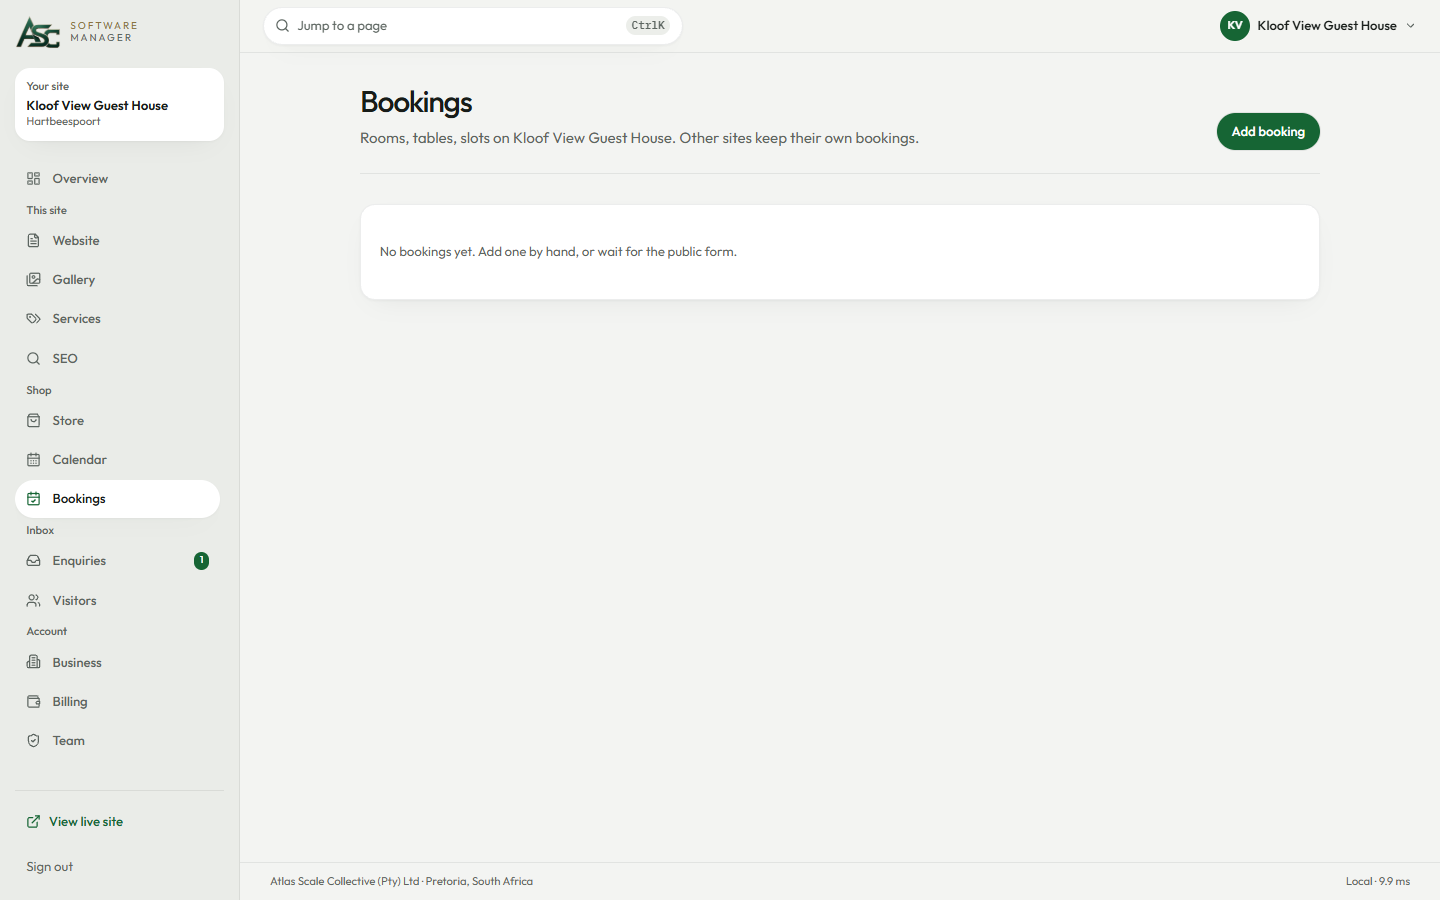 ASC SOFTWARE MANAGER
Jump to a page
CtrlK
KV
Kloof View Guest House
Your site
Kloof View Guest House
Hartbeespoort
Overview
This site
Website
Gallery
Services
SEO
Shop
Store
Calendar
Bookings
Inbox
Enquiries
1
Visitors
Account
Business
Billing
Team
View live site
Sign out
Bookings
Rooms, tables, slots on Kloof View Guest House. Other sites keep their own bookings.
Add booking
No bookings yet. Add one by hand, or wait for the public form.
Atlas Scale Collective (Pty) Ltd · Pretoria, South Africa
Local · 9.9 ms